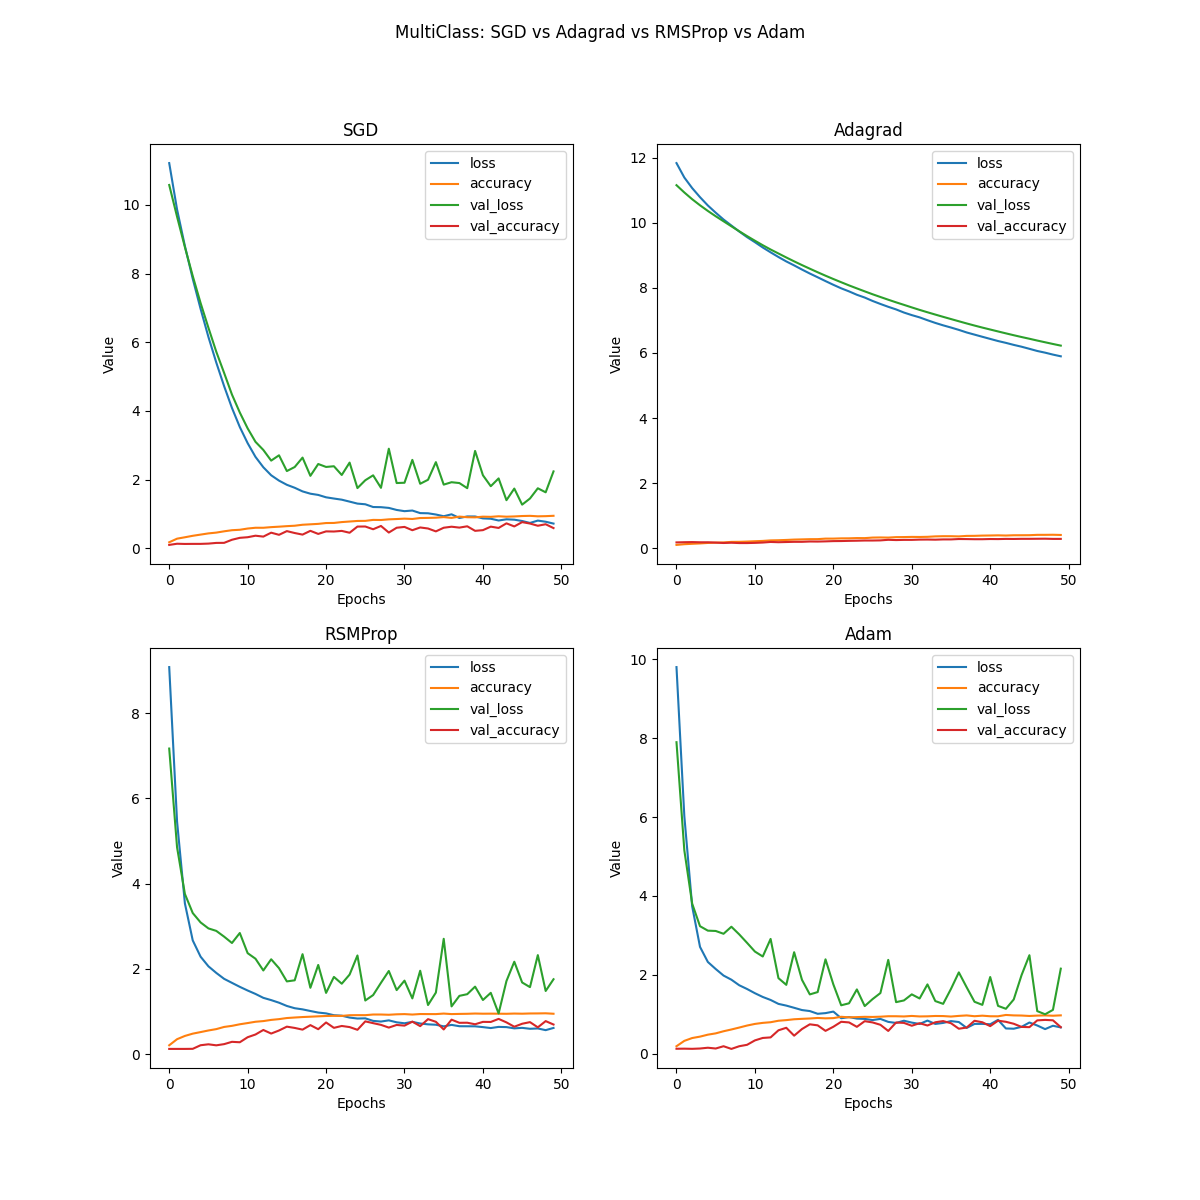 MultiClass: SGD vs Adagrad vs RMSProp vs Adam
SGD
loss
accuracy
val_loss
val_accuracy
10
8
6
4
2
0
Value
0 10 20 30 40 50
Epochs
Adagrad
loss
accuracy
val_loss
val_accuracy
12
10
8
6
4
2
0
Value
0 10 20 30 40 50
Epochs
RSMProp
loss
accuracy
val_loss
val_accuracy
8
6
4
2
0
Value
0 10 20 30 40 50
Epochs
Adam
loss
accuracy
val_loss
val_accuracy
10
8
6
4
2
0
Value
0 10 20 30 40 50
Epochs